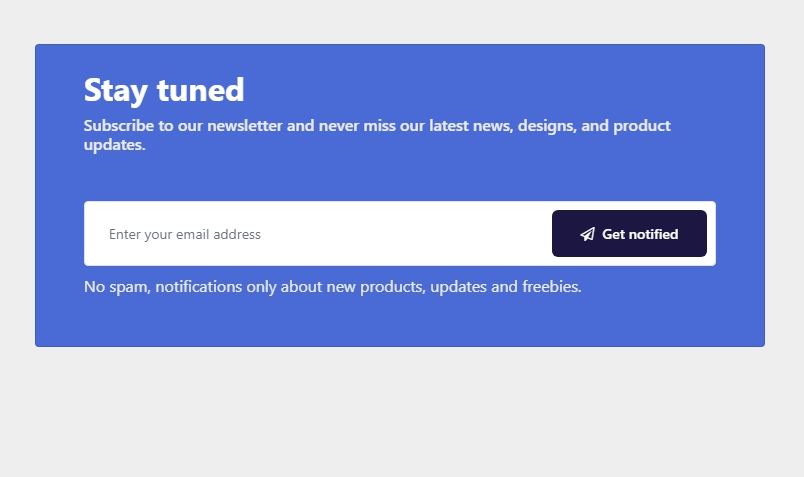 Stay tuned
Subscribe to our newsletter and never miss our latest news, designs, and product
updates.
Enter your email address
Get notified
No spam, notifications only about new products, updates and freebies.